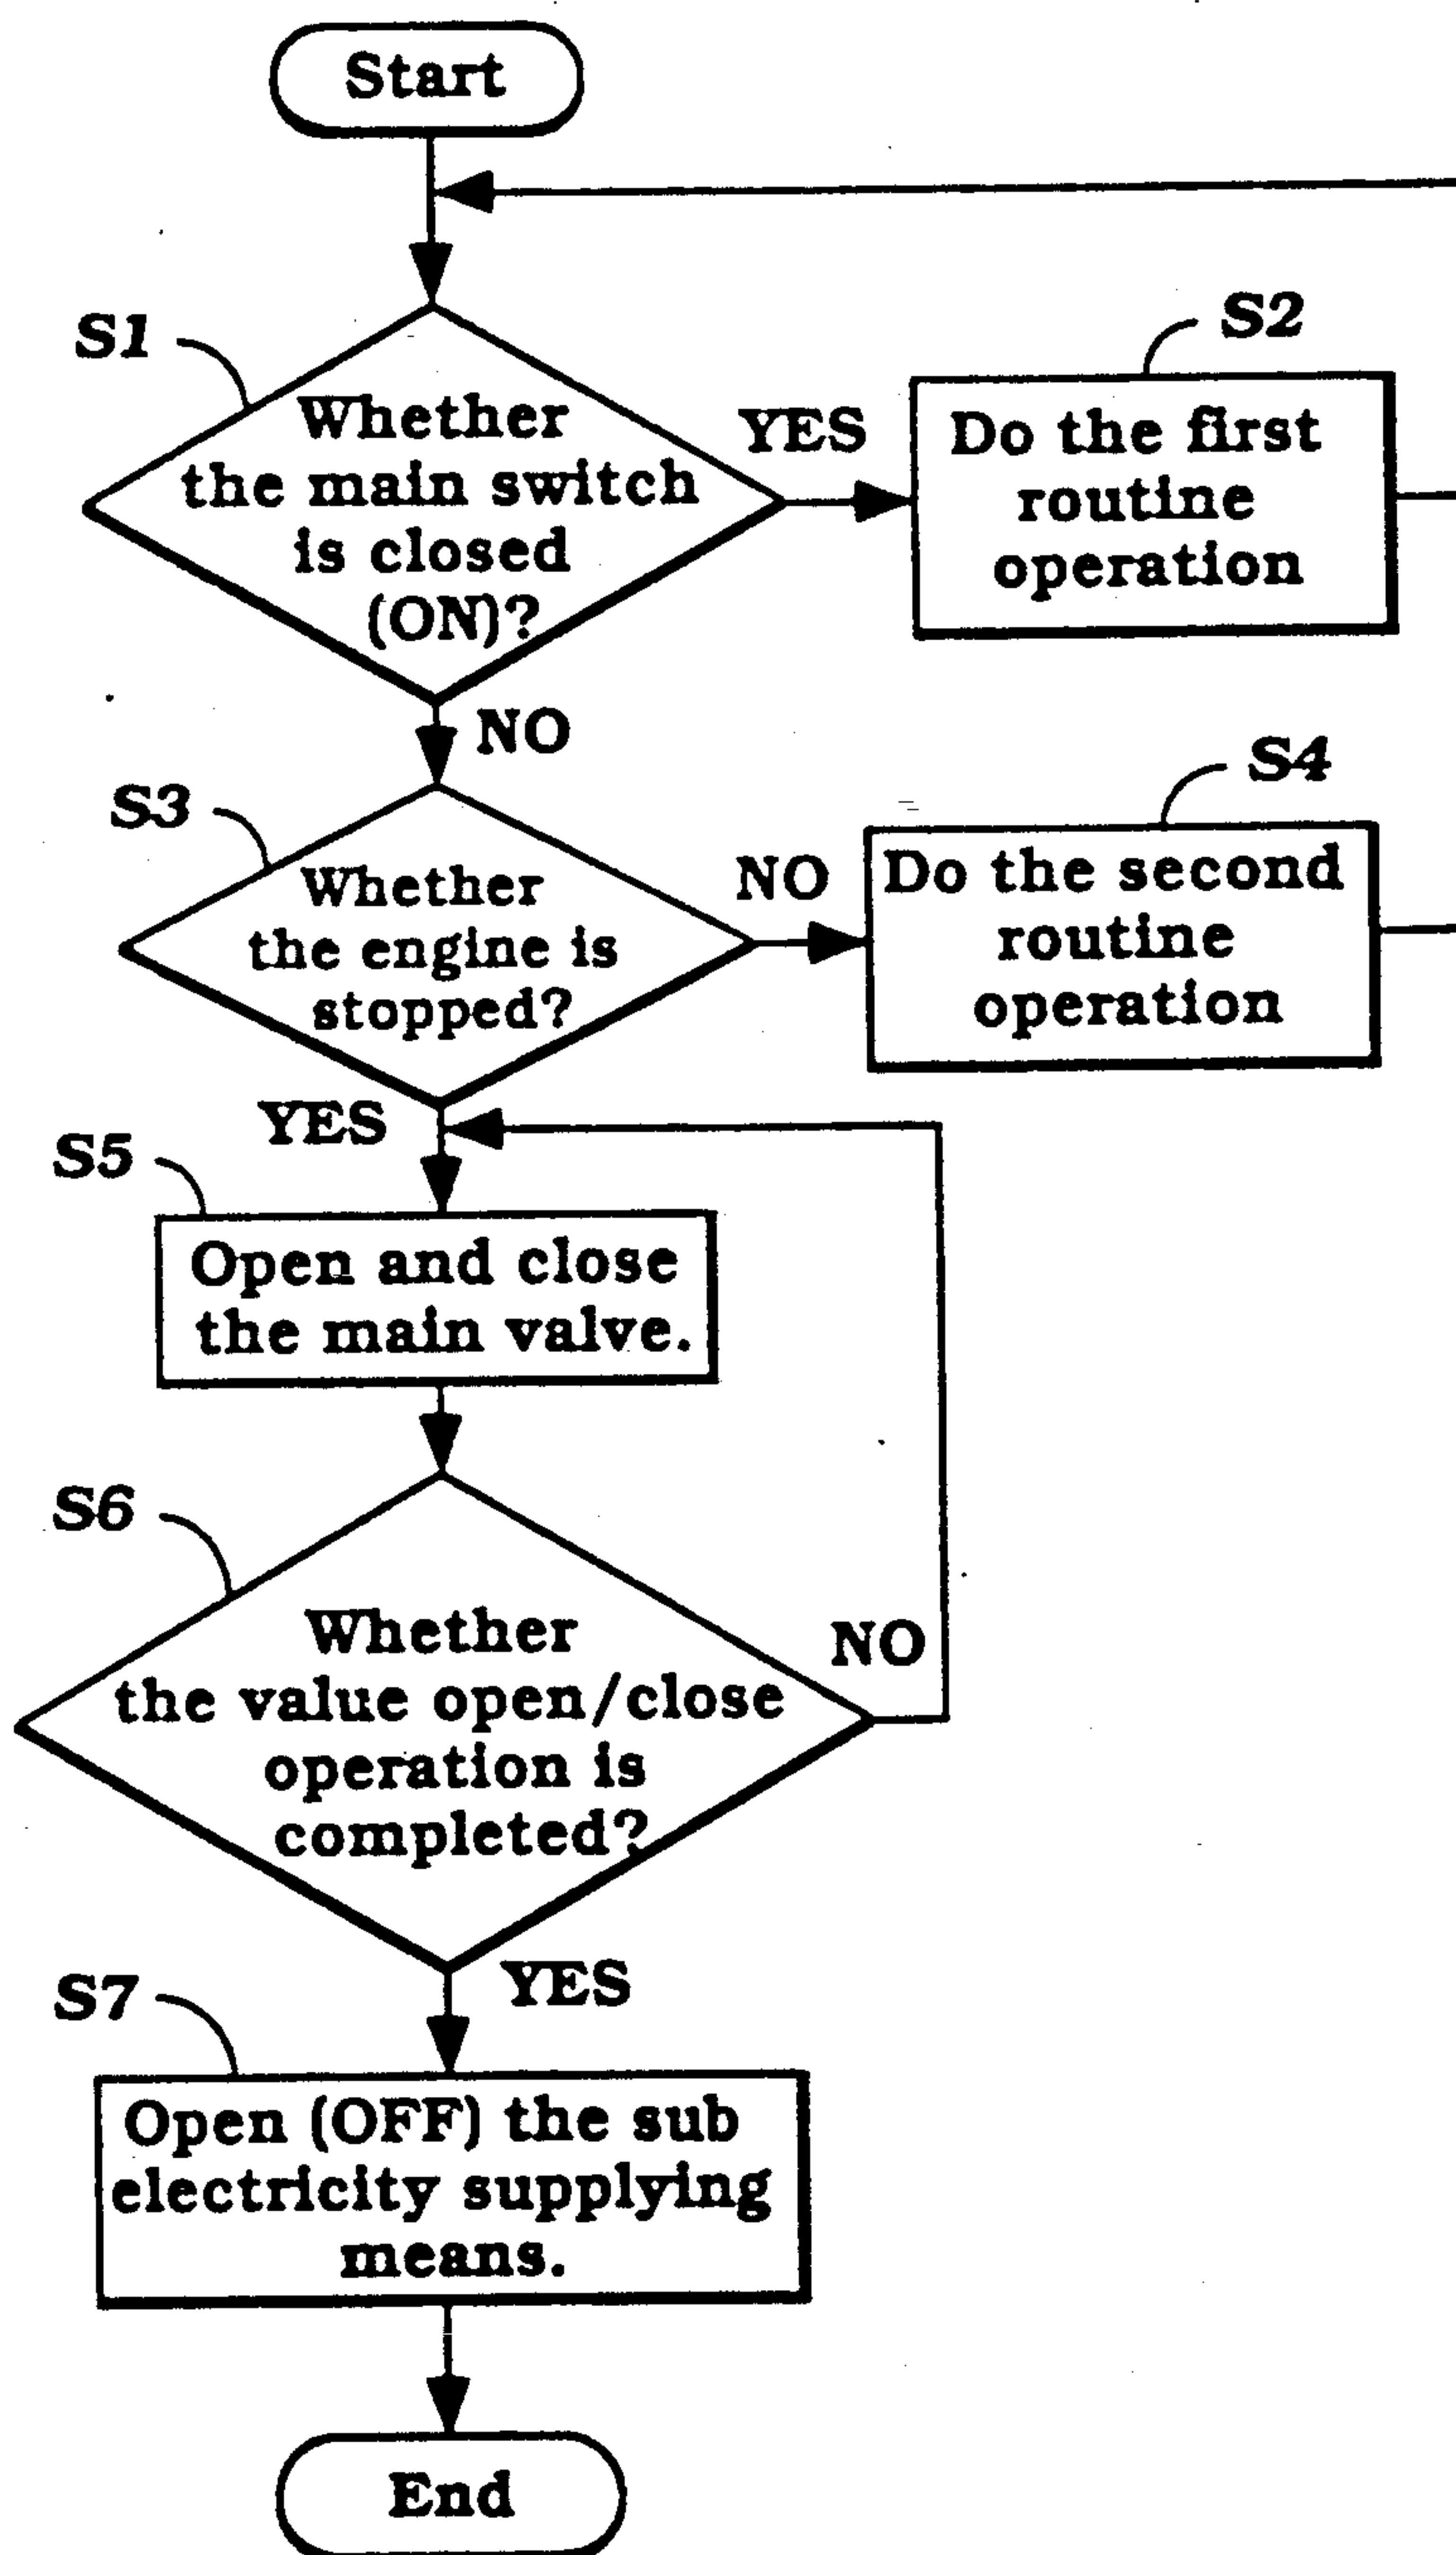 Start
S1
Whether
the main switch
is closed
(ON)?
YES
S2
Do the first
routine
operation
NO
S3
Whether
the engine is
stopped?
NO
S4
Do the second
routine
operation
YES
S5
Open and close
the main valve.
S6
Whether
the value open/close
operation is
completed?
NO
YES
S7
Open (OFF) the sub
electricity supplying
means.
End